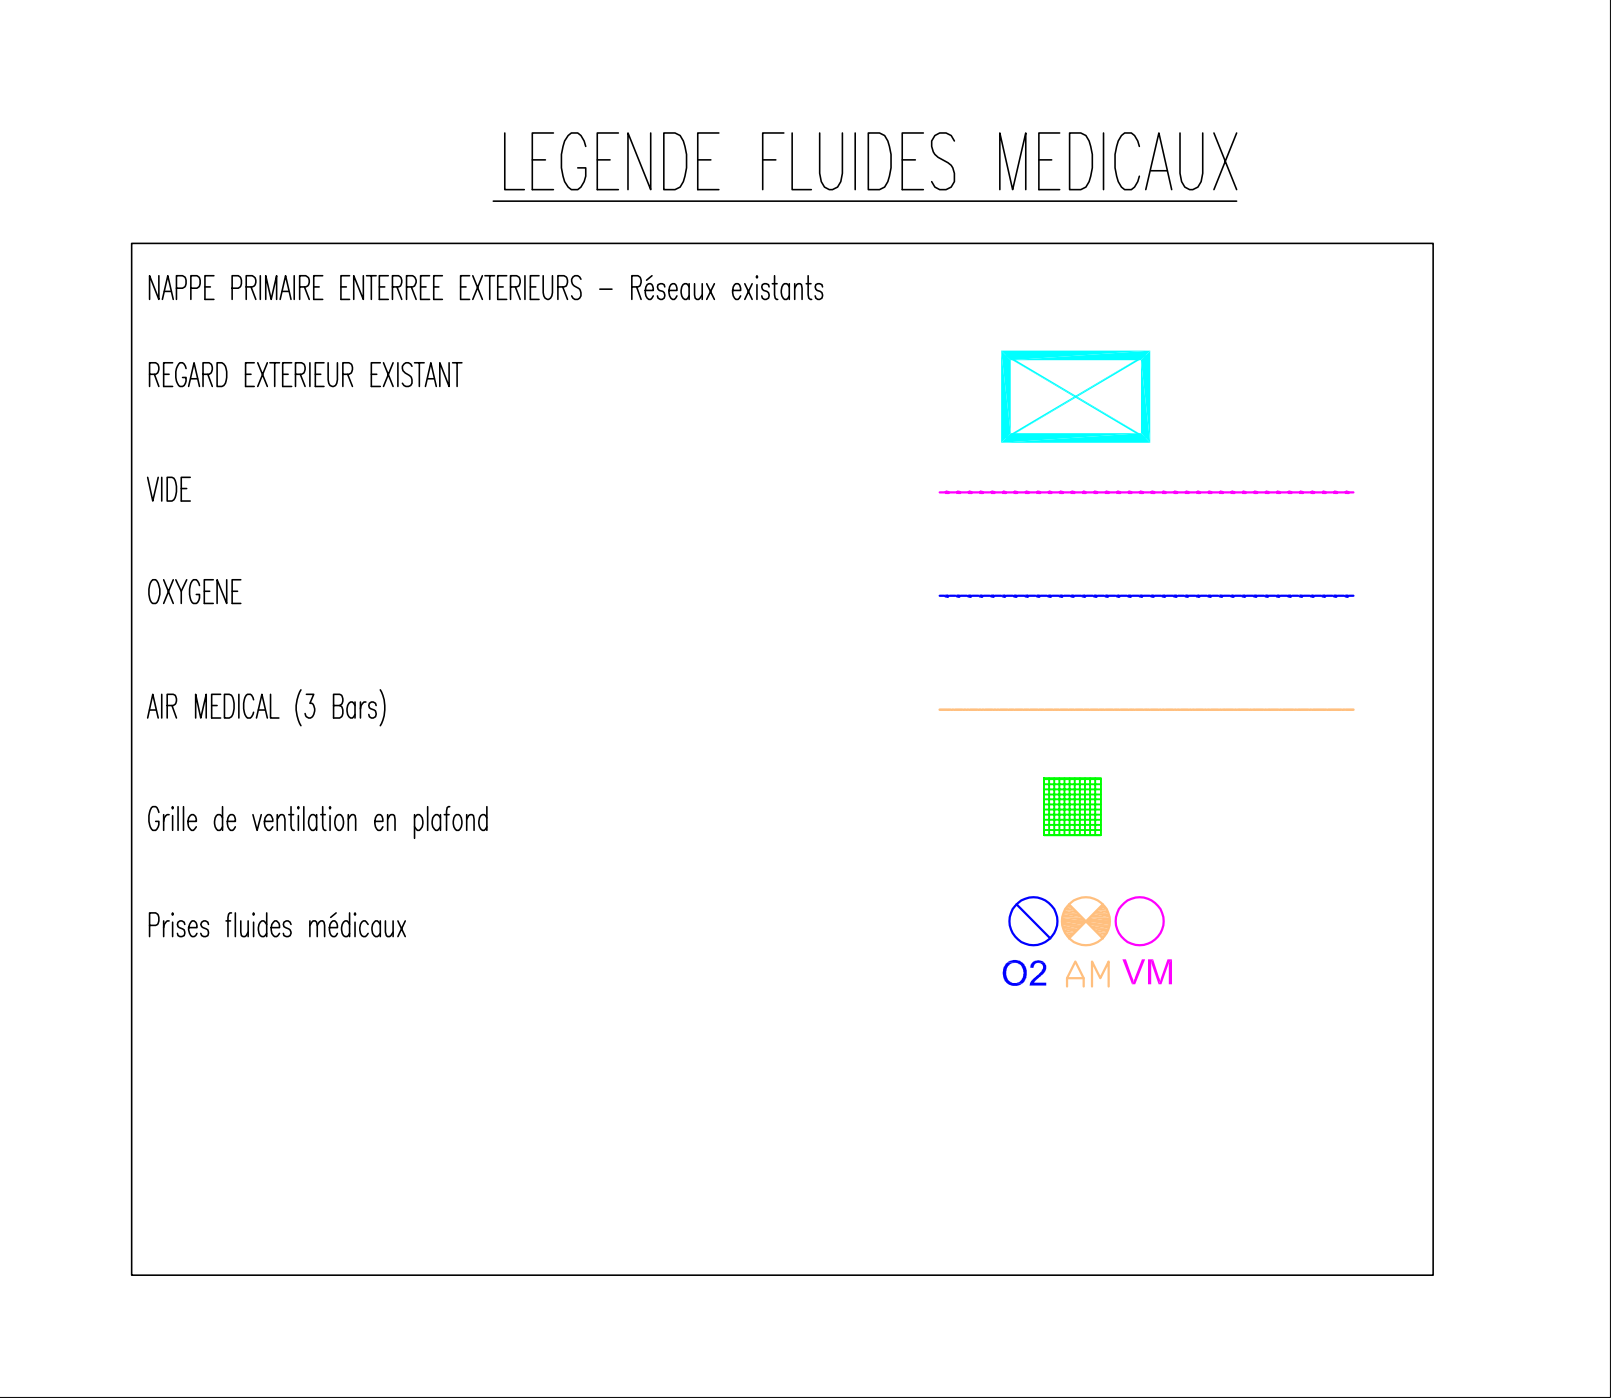 LEGENDE FLUIDES MEDICAUX
NAPPE PRIMAIRE ENTERREE EXTERIEURS - Réseaux existants
REGARD EXTERIEUR EXISTANT
VIDE
OXYGENE
AIR MEDICAL (3 Bars)
Grille de ventilation en plafond
Prises fluides médicaux
O2 AM VM